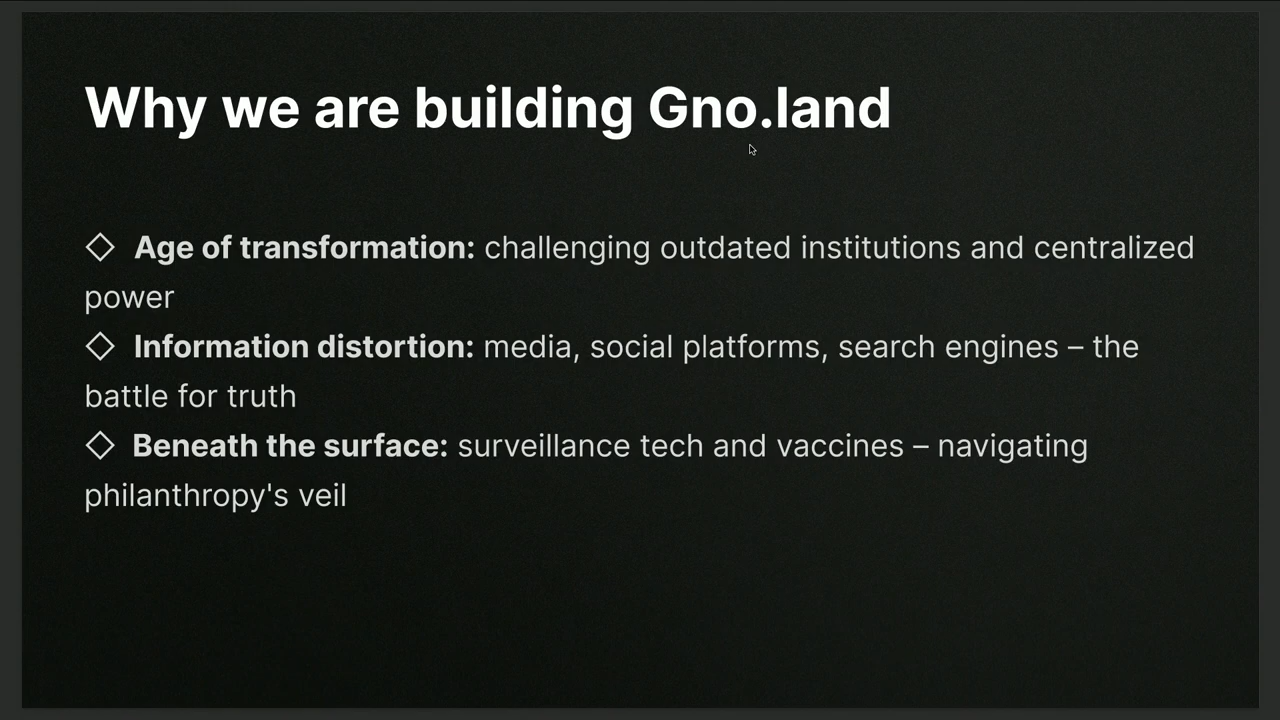 Why we are building Gno.land
◇ Age of transformation: challenging outdated institutions and centralized
power
◇ Information distortion: media, social platforms, search engines – the
battle for truth
◇ Beneath the surface: surveillance tech and vaccines – navigating
philanthropy's veil